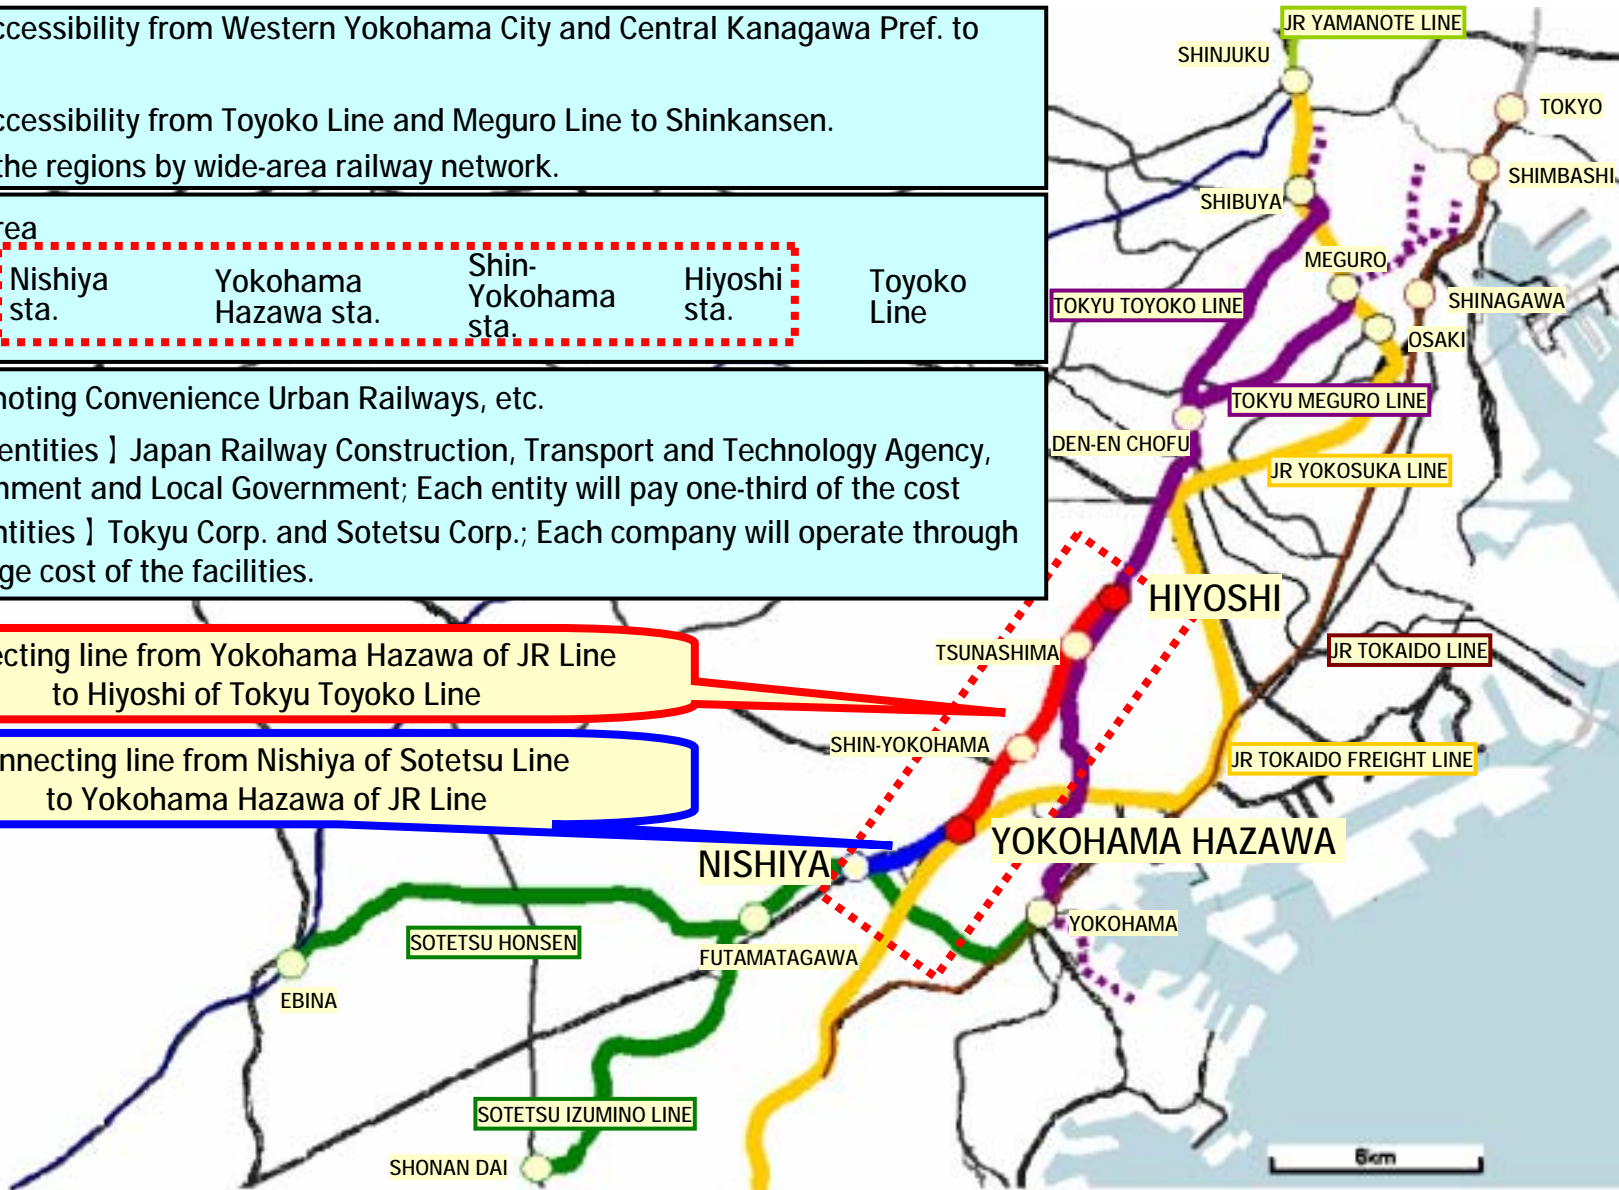 ccessibility from Western Yokohama City and Central Kanagawa Pref. to
ccessibility from Toyoko Line and Meguro Line to Shinkansen.
the regions by wide-area railway network.
rea
Nishiya
sta.
Yokohama
Hazawa sta.
Shin-
Yokohama
sta.
Hiyoshi
sta.
Toyoko
Line
noting Convenience Urban Railways, etc.
entities】Japan Railway Construction, Transport and Technology Agency,
nment and Local Government; Each entity will pay one-third of the cost
ntities】Tokyu Corp. and Sotetsu Corp.; Each company will operate through
ge cost of the facilities.
ecting line from Yokohama Hazawa of JR Line
to Hiyoshi of Tokyu Toyoko Line
nnecting line from Nishiya of Sotetsu Line
to Yokohama Hazawa of JR Line
JR YAMANOTE LINE
SHINJUKU
TOKYO
SHIMBASHI
SHIBUYA
MEGURO
SHINAGAWA
TOKYU TOYOKO LINE
OSAKI
TOKYU MEGURO LINE
DEN-EN CHOFU
JR YOKOSUKA LINE
HIYOSHI
TSUNASHIMA
JR TOKAIDO LINE
SHIN-YOKOHAMA
JR TOKAIDO FREIGHT LINE
YOKOHAMA HAZAWA
NISHIYA
YOKOHAMA
SOTETSU HONSEN
FUTAMATAGAWA
EBINA
SOTETSU IZUMINO LINE
SHONAN DAI
6km